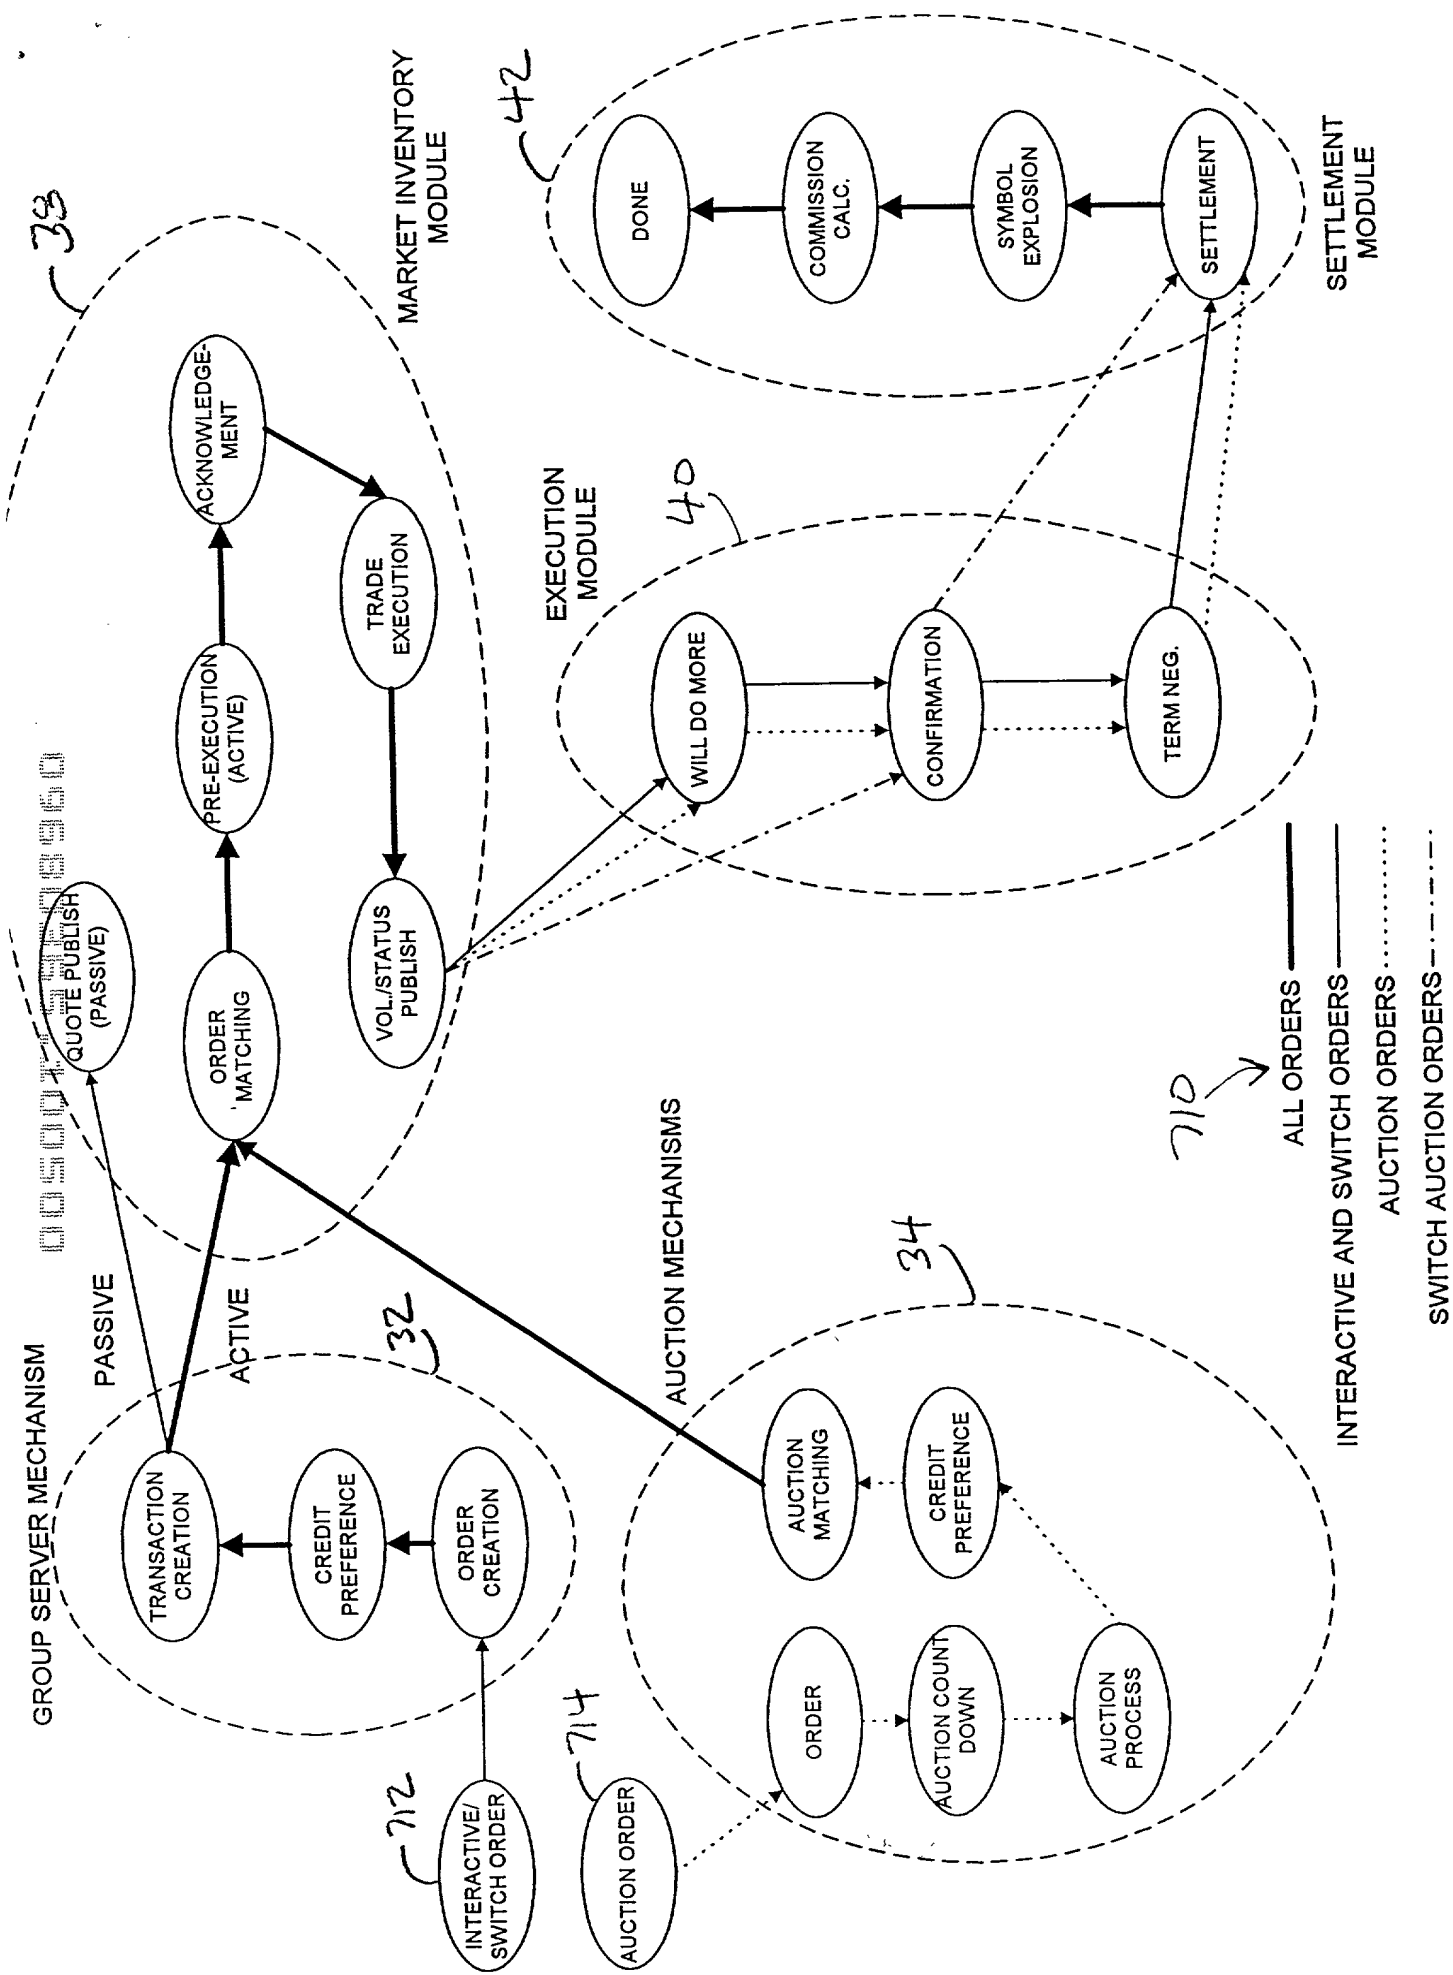 GROUP SERVER MECHANISM
TRANSACTION
CREATION
CREDIT
PREFERENCE
ORDER
CREATION
32
PASSIVE
ACTIVE
712
INTERACTIVE/
SWITCH ORDER
714
AUCTION ORDER
AUCTION MECHANISMS
34
ORDER
AUCTION COUNT
DOWN
AUCTION
PROCESS
CREDIT
PREFERENCE
AUCTION
MATCHING
38
MARKET INVENTORY
MODULE
QUOTE PUBLISH
(PASSIVE)
ORDER
MATCHING
PRE-EXECUTION
(ACTIVE)
ACKNOWLEDGE-
MENT
TRADE
EXECUTION
VOL./STATUS
PUBLISH
EXECUTION
MODULE
40
WILL DO MORE
CONFIRMATION
TERM NEG.
42
DONE
COMMISSION
CALC.
SYMBOL
EXPLOSION
SETTLEMENT
SETTLEMENT
MODULE
710
ALL ORDERS
INTERACTIVE AND SWITCH ORDERS
AUCTION ORDERS
SWITCH AUCTION ORDERS